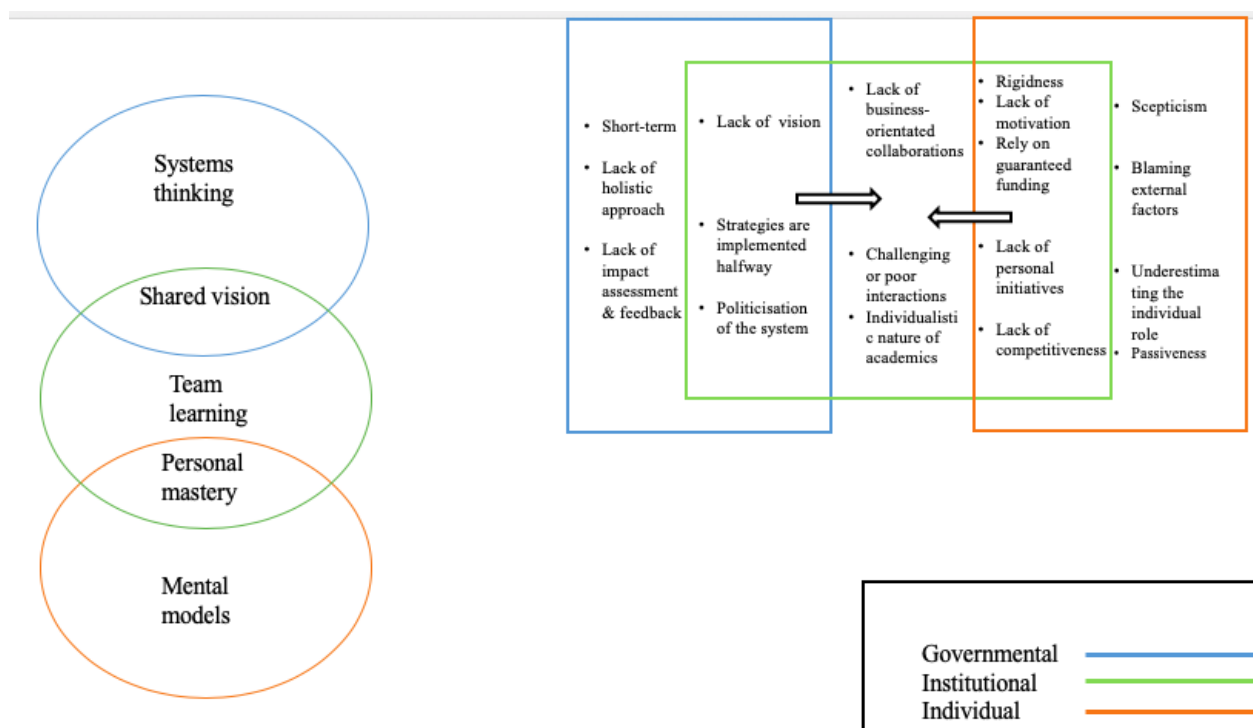 Systems
thinking
Shared vision
Team
learning
Personal
mastery
Mental
models
• Short-term
• Lack of
holistic
approach
• Lack of
impact
assessment
& feedback
• Lack of vision
• Strategies are
implemented
halfway
• Politicisation
of the system
• Lack of
business-
orientated
collaborations
• Challenging
or poor
interactions
• Individualisti
c nature of
academics
• Rigidness
• Lack of
motivation
• Rely on
guaranteed
funding
• Lack of
personal
initiatives
• Lack of
competitiveness
• Scepticism
• Blaming
external
factors
• Underestima
ting the
individual
role
• Passiveness
Governmental
Institutional
Individual